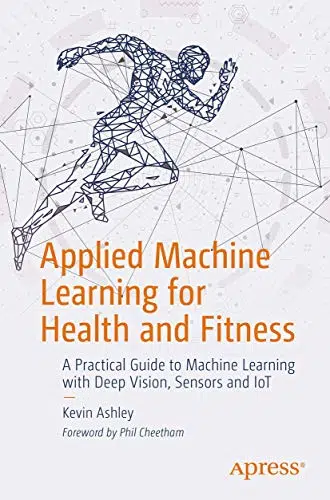 Applied Machine
Learning for
Health and Fitness
A Practical Guide to Machine Learning
with Deep Vision, Sensors and IoT
Kevin Ashley
Foreword by Phil Cheetham
Apress®